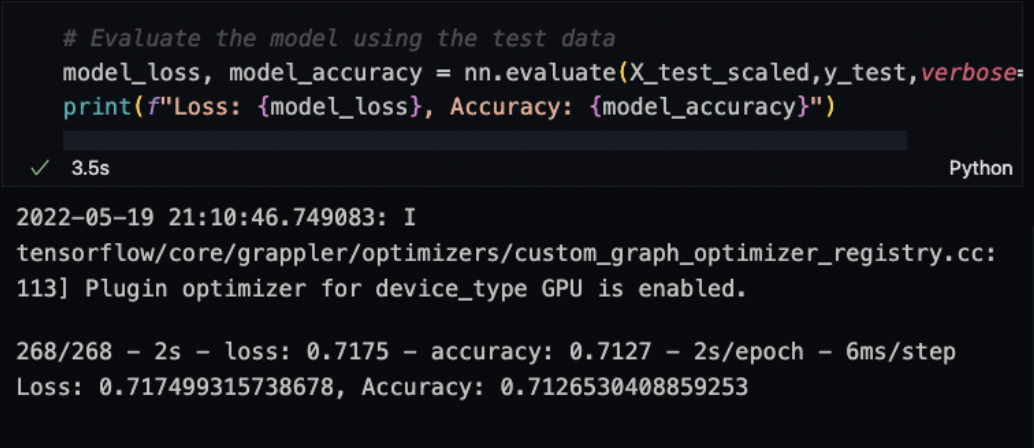 # Evaluate the model using the test data
model_loss, model_accuracy = nn.evaluate(X_test_scaled,y_test,verbose=
print(f"Loss: {model_loss}, Accuracy: {model_accuracy}")
3.5s
Python
2022-05-19 21:10:46.749083: I
tensorflow/core/grappler/optimizers/custom_graph_optimizer_registry.cc:
113] Plugin optimizer for device_type GPU is enabled.
268/268 - 2s - loss: 0.7175 - accuracy: 0.7127 - 2s/epoch - 6ms/step
Loss: 0.717499315738678, Accuracy: 0.7126530408859253